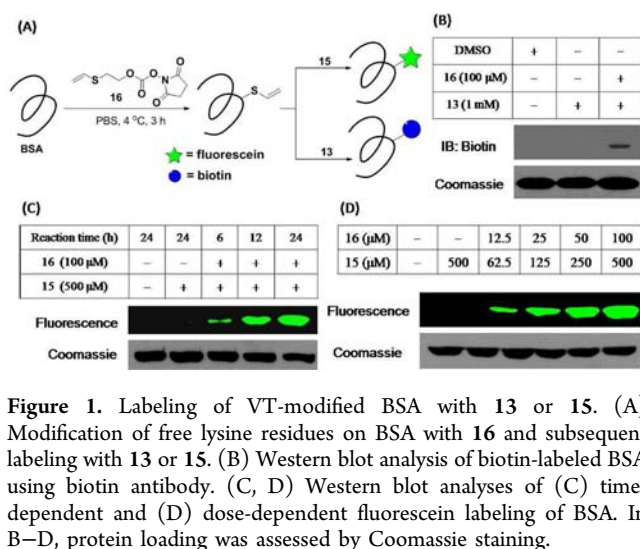 (A)
16
PBS, 4 °C, 3 h
BSA
15
13
= fluorescein
= biotin
(B)
DMSO + – –
16 (100 μM) – – +
13 (1 mM) – + +
IB: Biotin
Coomassie
(C)
Reaction time (h) 24 24 6 12 24
16 (100 μM) – – + + +
15 (500 μM) – + + + +
Fluorescence
Coomassie
(D)
16 (μM) – – 12.5 25 50 100
15 (μM) – 500 62.5 125 250 500
Fluorescence
Coomassie
Figure 1. Labeling of VT-modified BSA with 13 or 15. (A)
Modification of free lysine residues on BSA with 16 and subsequen
labeling with 13 or 15. (B) Western blot analysis of biotin-labeled BSA
using biotin antibody. (C, D) Western blot analyses of (C) time-
dependent and (D) dose-dependent fluorescein labeling of BSA. In
B−D, protein loading was assessed by Coomassie staining.